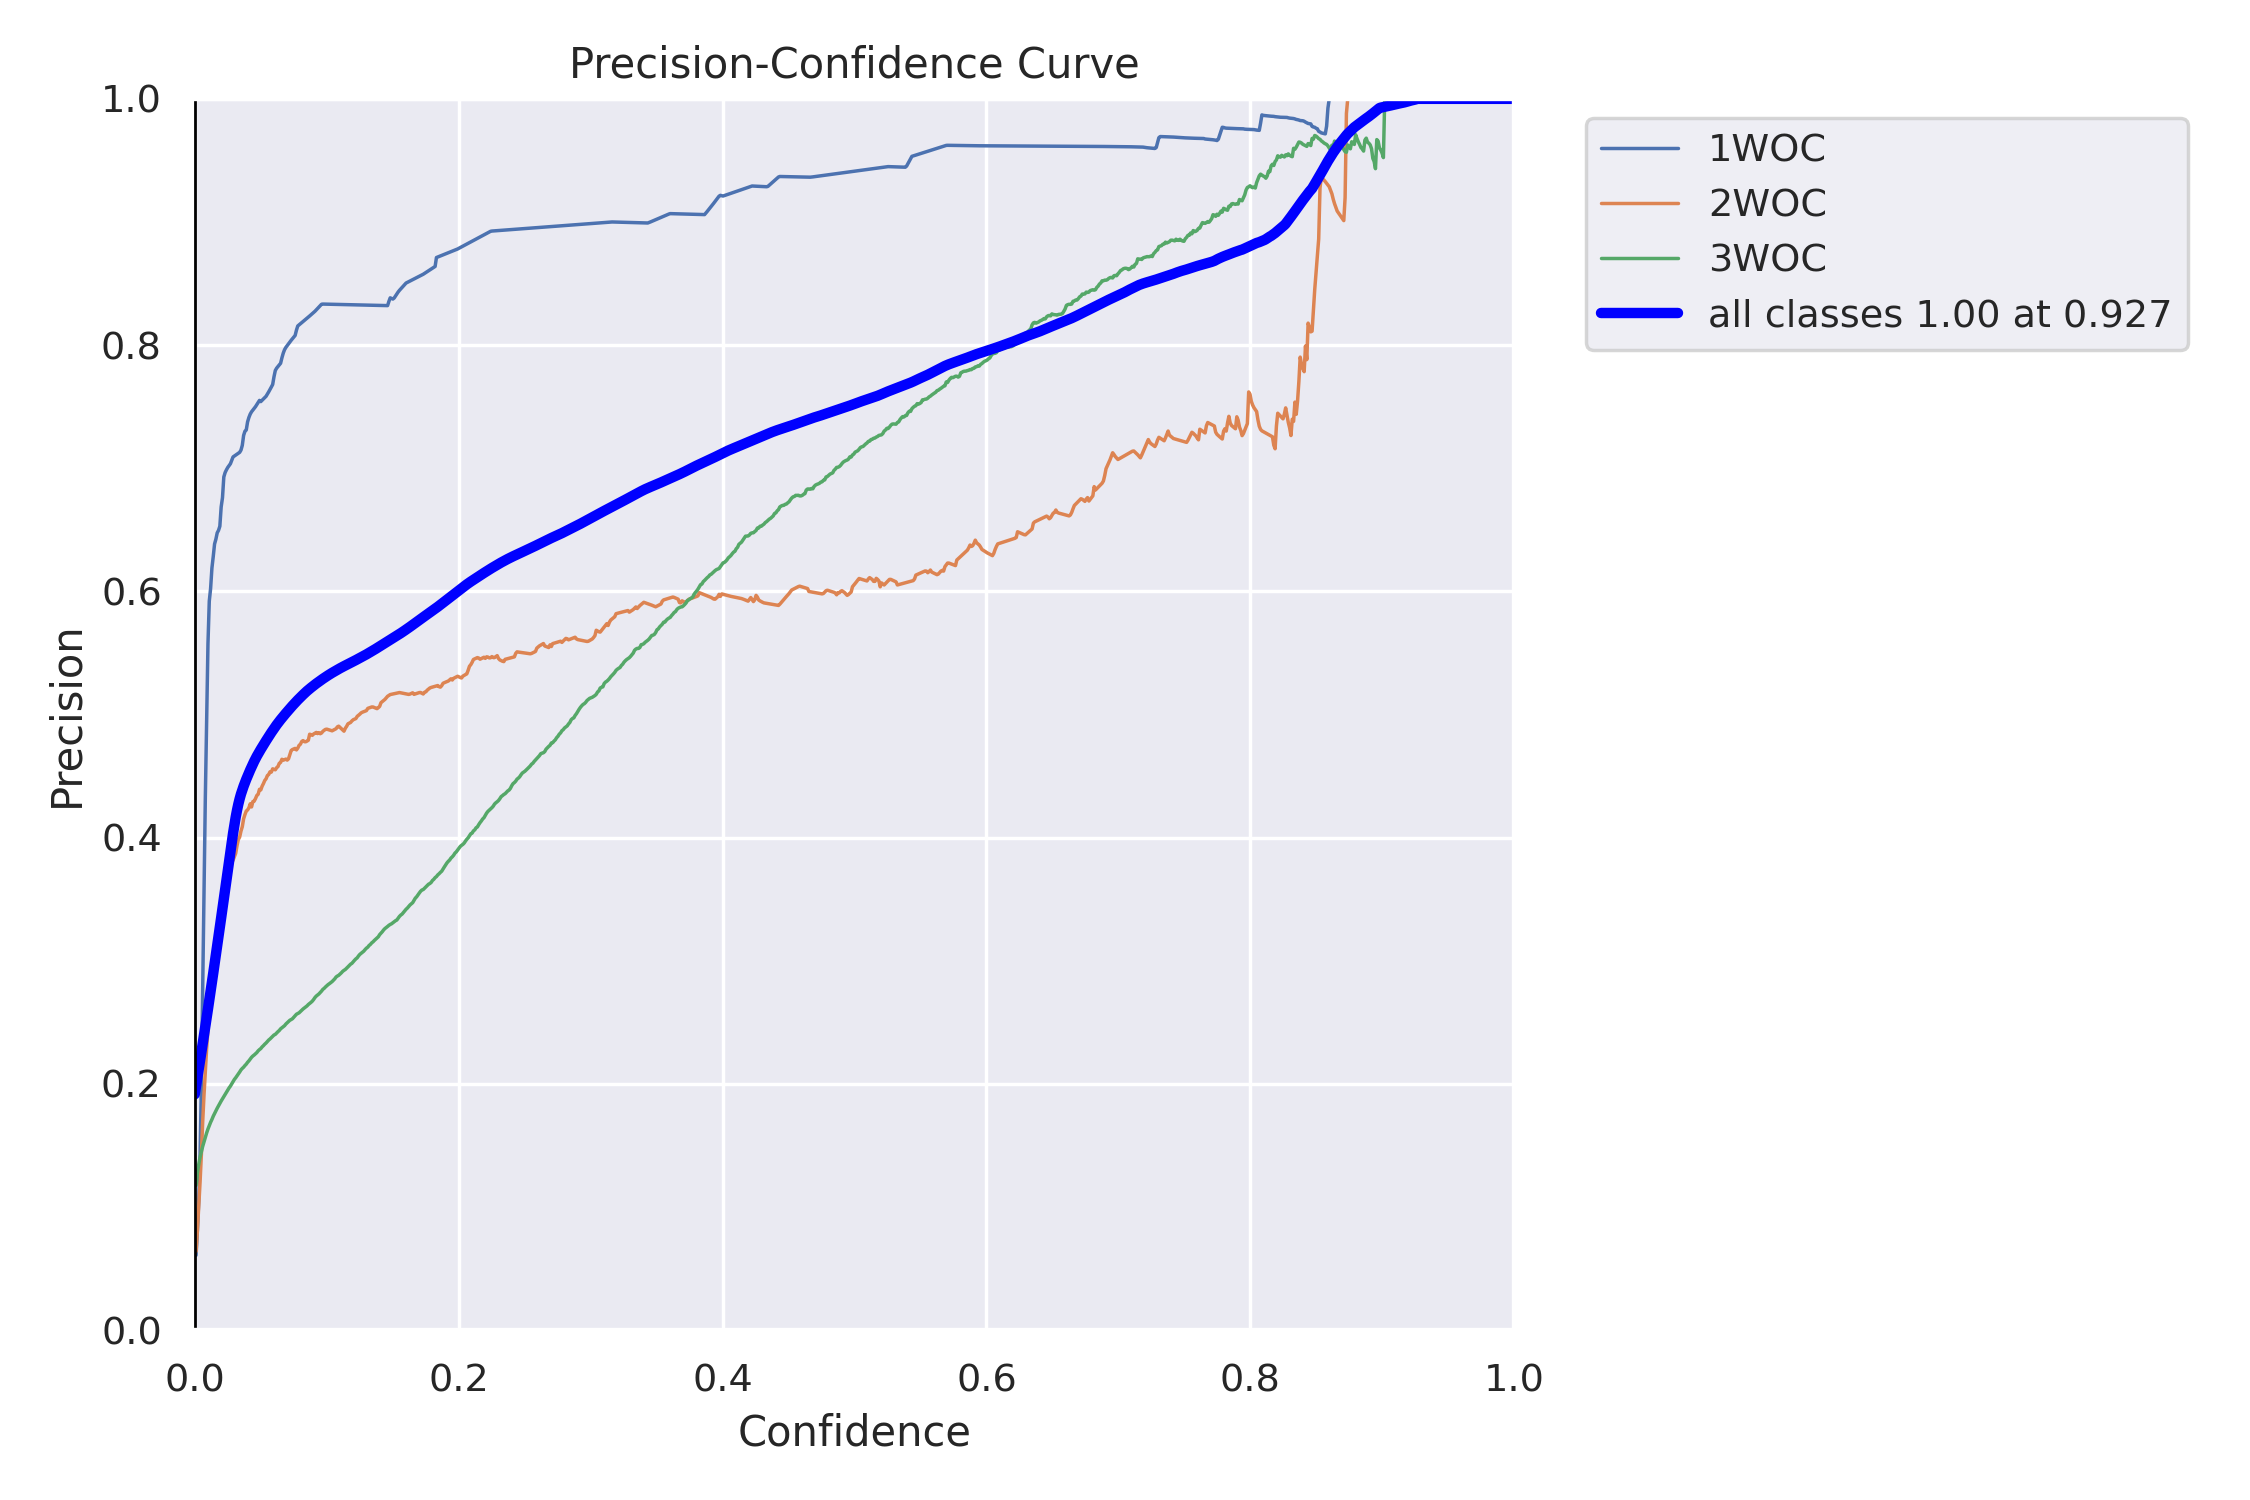 Precision-Confidence Curve
1.0
0.8
0.6
0.4
0.2
0.0
Precision
0.0 0.2 0.4 0.6 0.8 1.0
Confidence
1WOC
2WOC
3WOC
all classes 1.00 at 0.927